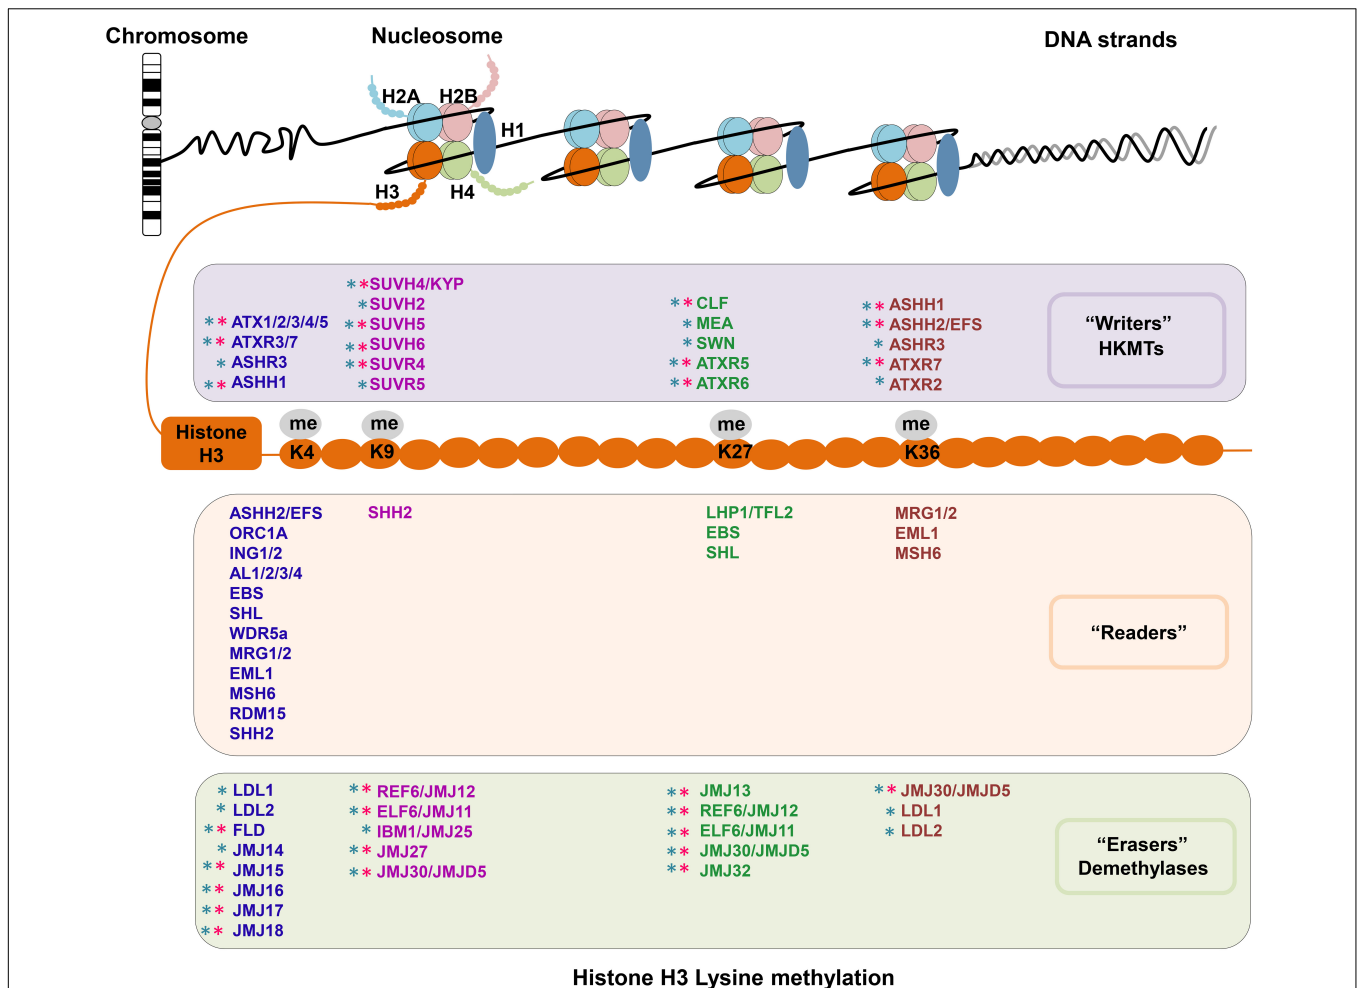 Chromosome
Nucleosome
DNA strands
H2A
H2B
H1
H3
H4
**ATX1/2/3/4/5
**ATXR3/7
*ASHR3
**ASHH1
**SUVH4/KYP
*SUVH2
**SUVH5
**SUVH6
**SUVR4
*SUVR5
**CLF
*MEA
*SWN
**ATXR5
**ATXR6
**ASHH1
**ASHH2/EFS
*ASHR3
**ATXR7
*ATXR2
“Writers”
HKMTs
Histone
H3
me
K4
me
K9
me
K27
me
K36
ASHH2/EFS
ORC1A
ING1/2
AL1/2/3/4
EBS
SHL
WDR5a
MRG1/2
EML1
MSH6
RDM15
SHH2
SHH2
LHP1/TFL2
EBS
SHL
MRG1/2
EML1
MSH6
“Readers”
*LDL1
*LDL2
**FLD
*JMJ14
**JMJ15
**JMJ16
**JMJ17
**JMJ18
**REF6/JMJ12
**ELF6/JMJ11
*IBM1/JMJ25
**JMJ27
**JMJ30/JMJD5
**JMJ13
**REF6/JMJ12
**ELF6/JMJ11
**JMJ30/JMJD5
**JMJ32
**JMJ30/JMJD5
*LDL1
*LDL2
“Erasers”
Demethylases
Histone H3 Lysine methylation